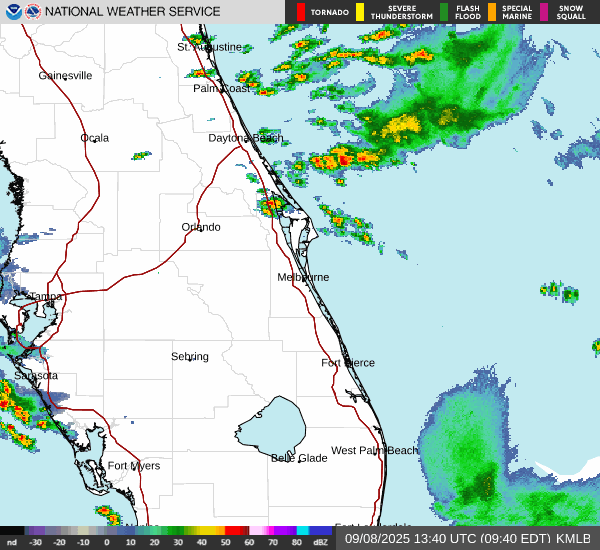 NATIONAL WEATHER SERVICE
TORNADO
SEVERE THUNDERSTORM
FLASH FLOOD
SPECIAL MARINE
SNOW SQUALL
St. Augustine
Gainesville
Palm Coast
Ocala
Daytona Beach
Orlando
Melbourne
Tampa
Sebring
Fort Pierce
Sarasota
West Palm Beach
Belle Glade
Fort Myers
Fort Lauderdale
nd -30 -20 -10 0 10 20 30 40 50 60 70 80 dBZ
09/08/2025 13:40 UTC (09:40 EDT) KMLB